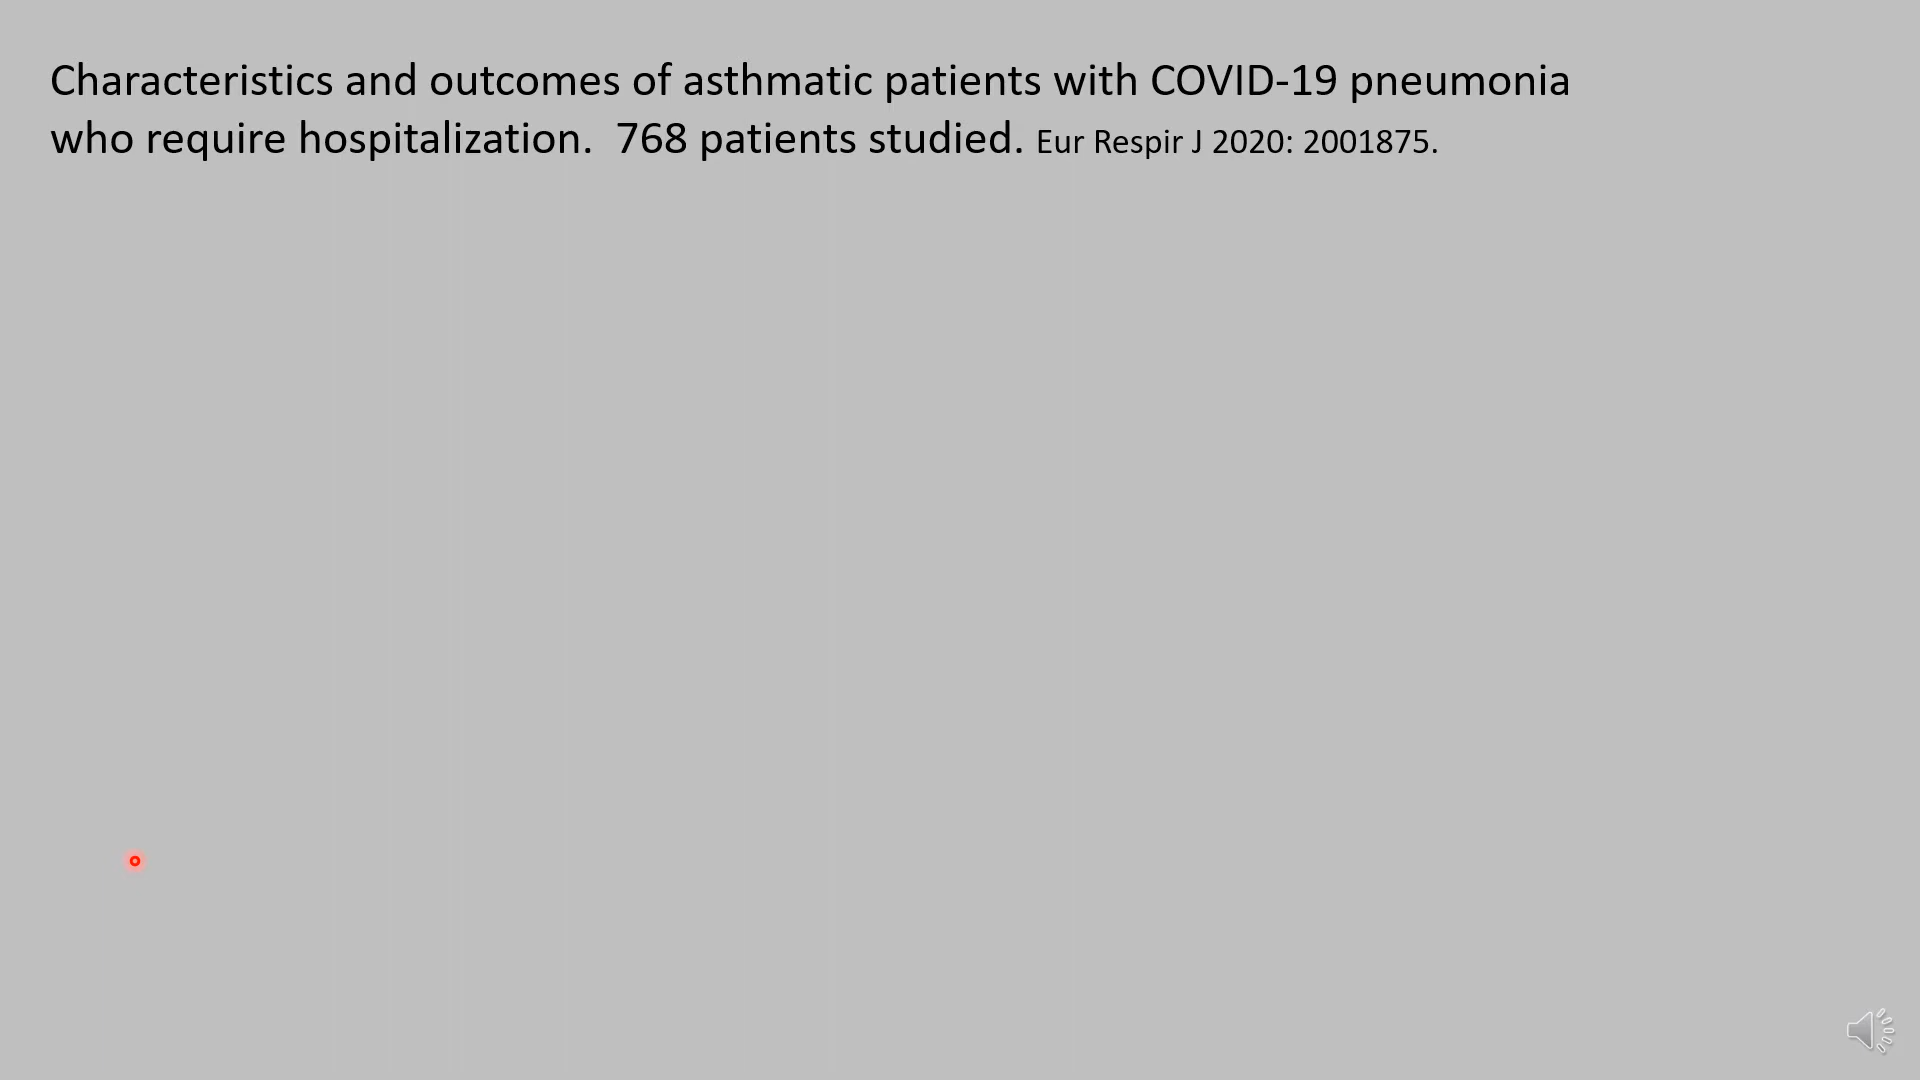 Characteristics and outcomes of asthmatic patients with COVID-19 pneumonia
who require hospitalization.  768 patients studied. Eur Respir J 2020: 2001875.